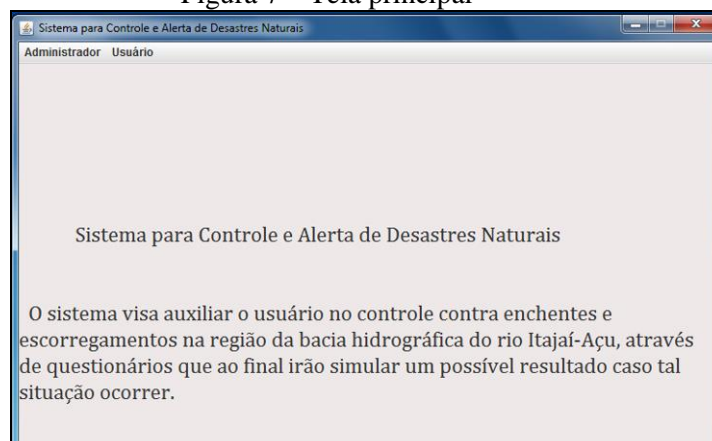 Figura 7 – Tela principal
Sistema para Controle e Alerta de Desastres Naturais
Administrador Usuário
Sistema para Controle e Alerta de Desastres Naturais
O sistema visa auxiliar o usuário no controle contra enchentes e
escorregamentos na região da bacia hidrográfica do rio Itajaí-Açu, através
de questionários que ao final irão simular um possível resultado caso tal
situação ocorrer.